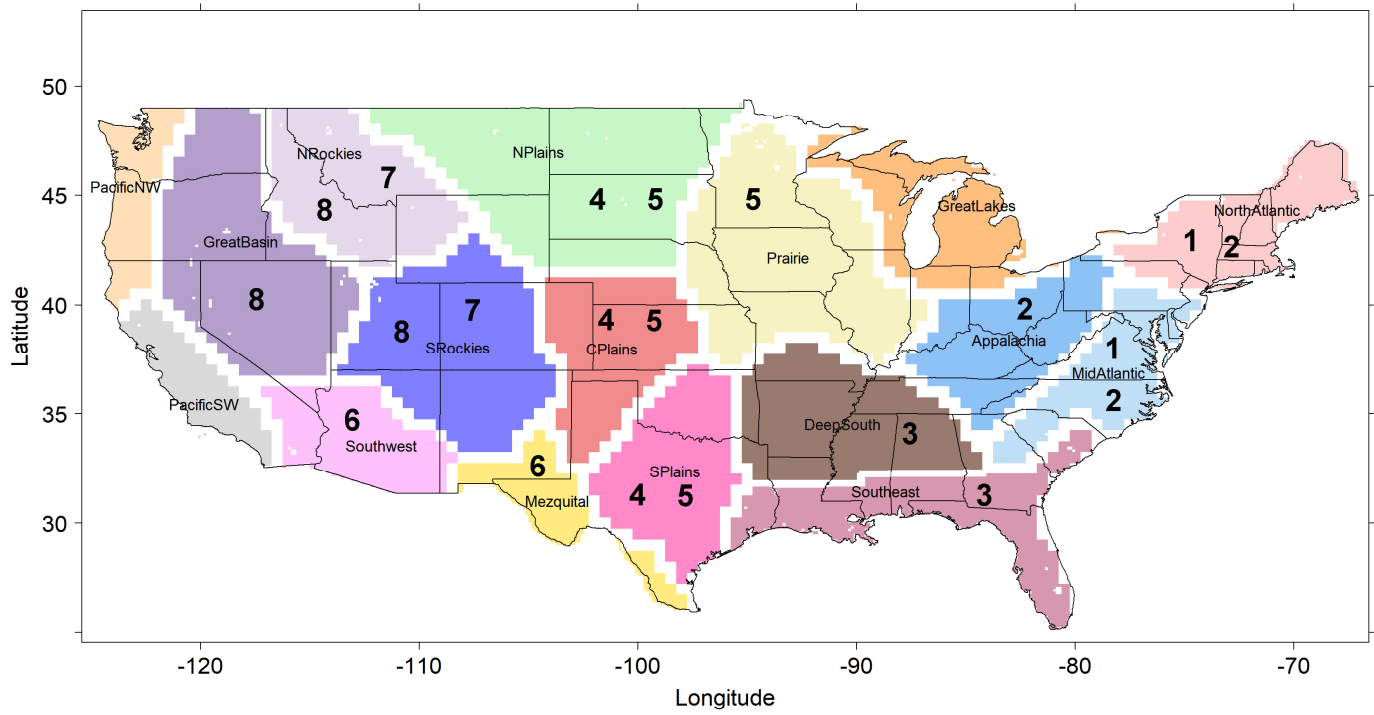 50
45
40
35
30
Latitude
NRockies
NPlains
7
PacificNW
8
4
5
5
GreatLakes
NorthAtlantic
1
2
GreatBasin
Prairie
8
7
8
SRockies
4
5
CPlains
2
Appalachia
1
MidAtlantic
2
PacificSW
6
Southwest
DeepSouth
3
6
Mezquital
SPlains
4
5
Southeast
3
-120
-110
-100
-90
-80
-70
Longitude